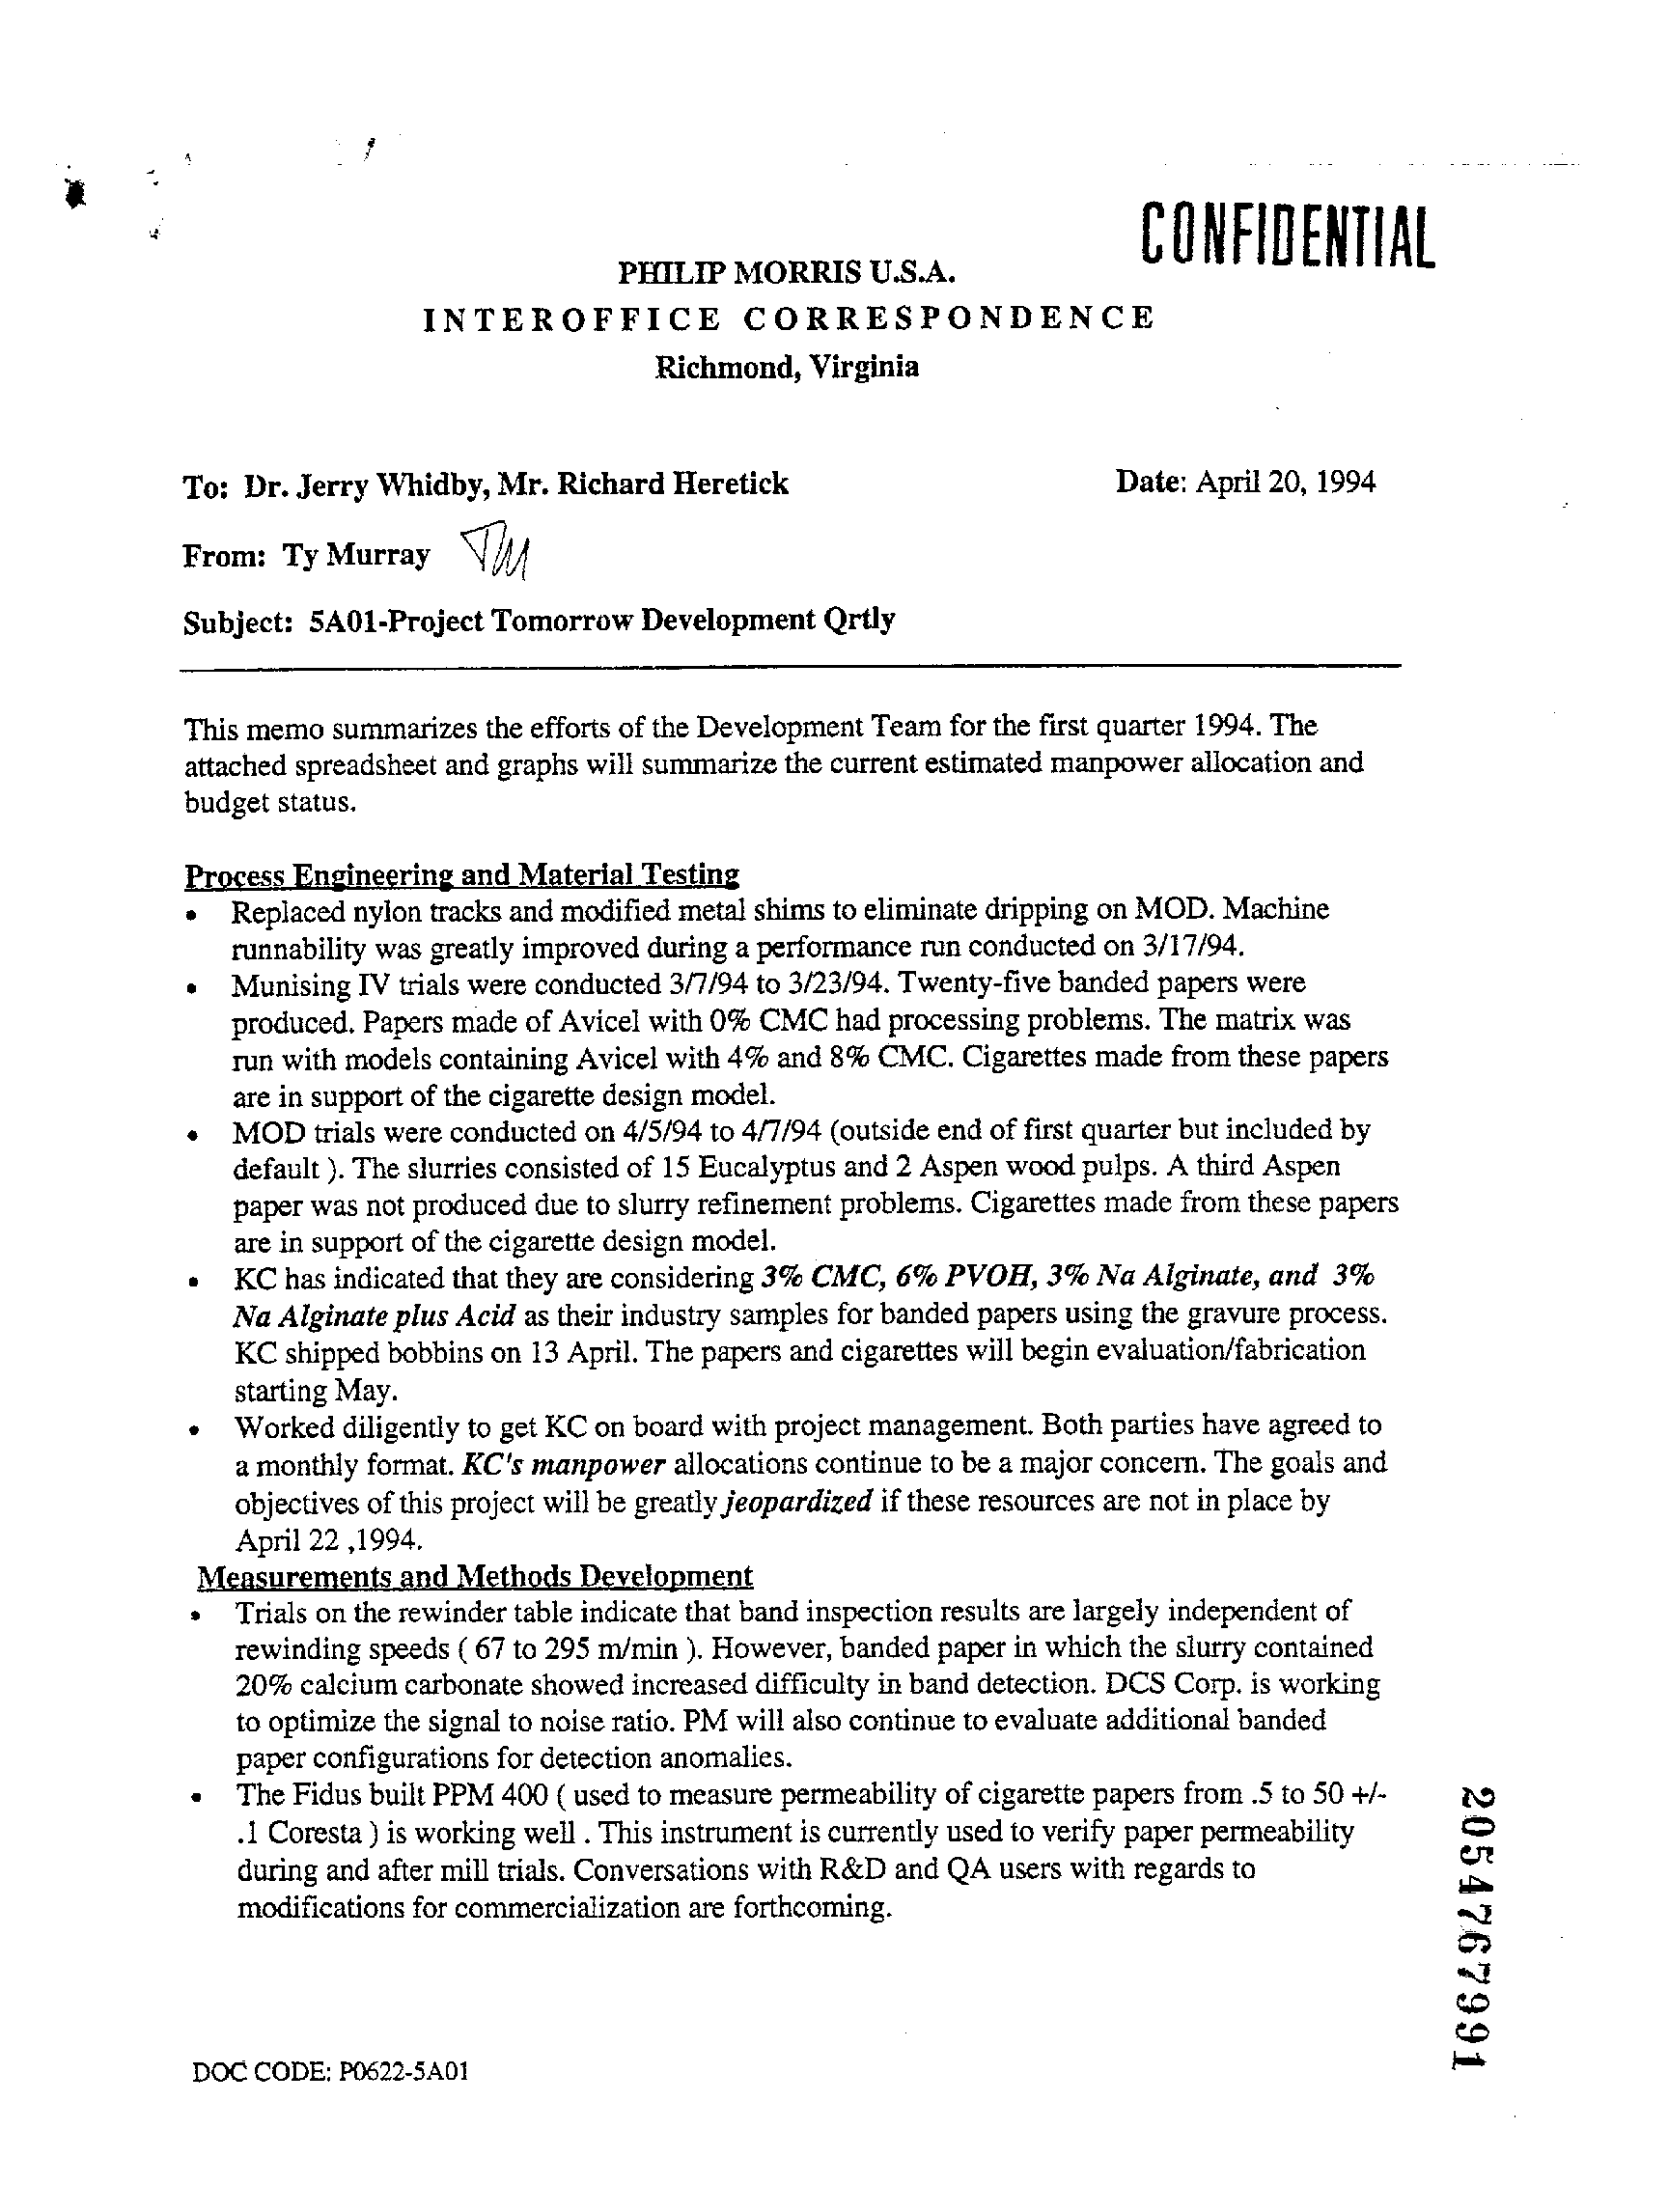 CONFIDENTIAL
PHILIP MORRIS U.S.A.
INTEROFFICE CORRESPONDENCE
Richmond, Virginia
To: Dr. Jerry Whidby, Mr. Richard Heretick Date: April 20, 1994
From: Ty Murray TM
Subject: 5A01-Project Tomorrow Development Qrtly
This memo summarizes the efforts of the Development Team for the first quarter 1994. The
attached spreadsheet and graphs will summarize the current estimated manpower allocation and
budget status.
Process Engineering and Material Testing
• Replaced nylon tracks and modified metal shims to eliminate dripping on MOD. Machine
runnability was greatly improved during a performance run conducted on 3/17/94.
• Munising IV trials were conducted 3/7/94 to 3/23/94. Twenty-five banded papers were
produced. Papers made of Avicel with 0% CMC had processing problems. The matrix was
run with models containing Avicel with 4% and 8% CMC. Cigarettes made from these papers
are in support of the cigarette design model.
• MOD trials were conducted on 4/5/94 to 4/7/94 (outside end of first quarter but included by
default ). The slurries consisted of 15 Eucalyptus and 2 Aspen wood pulps. A third Aspen
paper was not produced due to slurry refinement problems. Cigarettes made from these papers
are in support of the cigarette design model.
• KC has indicated that they are considering 3% CMC, 6% PVOH, 3% Na Alginate, and 3%
Na Alginate plus Acid as their industry samples for banded papers using the gravure process.
KC shipped bobbins on 13 April. The papers and cigarettes will begin evaluation/fabrication
starting May.
• Worked diligently to get KC on board with project management. Both parties have agreed to
a monthly format. KC's manpower allocations continue to be a major concern. The goals and
objectives of this project will be greatly jeopardized if these resources are not in place by
April 22 ,1994.
Measurements and Methods Development
• Trials on the rewinder table indicate that band inspection results are largely independent of
rewinding speeds ( 67 to 295 m/min ). However, banded paper in which the slurry contained
20% calcium carbonate showed increased difficulty in band detection. DCS Corp. is working
to optimize the signal to noise ratio. PM will also continue to evaluate additional banded
paper configurations for detection anomalies.
• The Fidus built PPM 400 ( used to measure permeability of cigarette papers from .5 to 50 +/-
.1 Coresta ) is working well . This instrument is currently used to verify paper permeability
during and after mill trials. Conversations with R&D and QA users with regards to
modifications for commercialization are forthcoming.
2054767991
DOC CODE: P0622-5A01